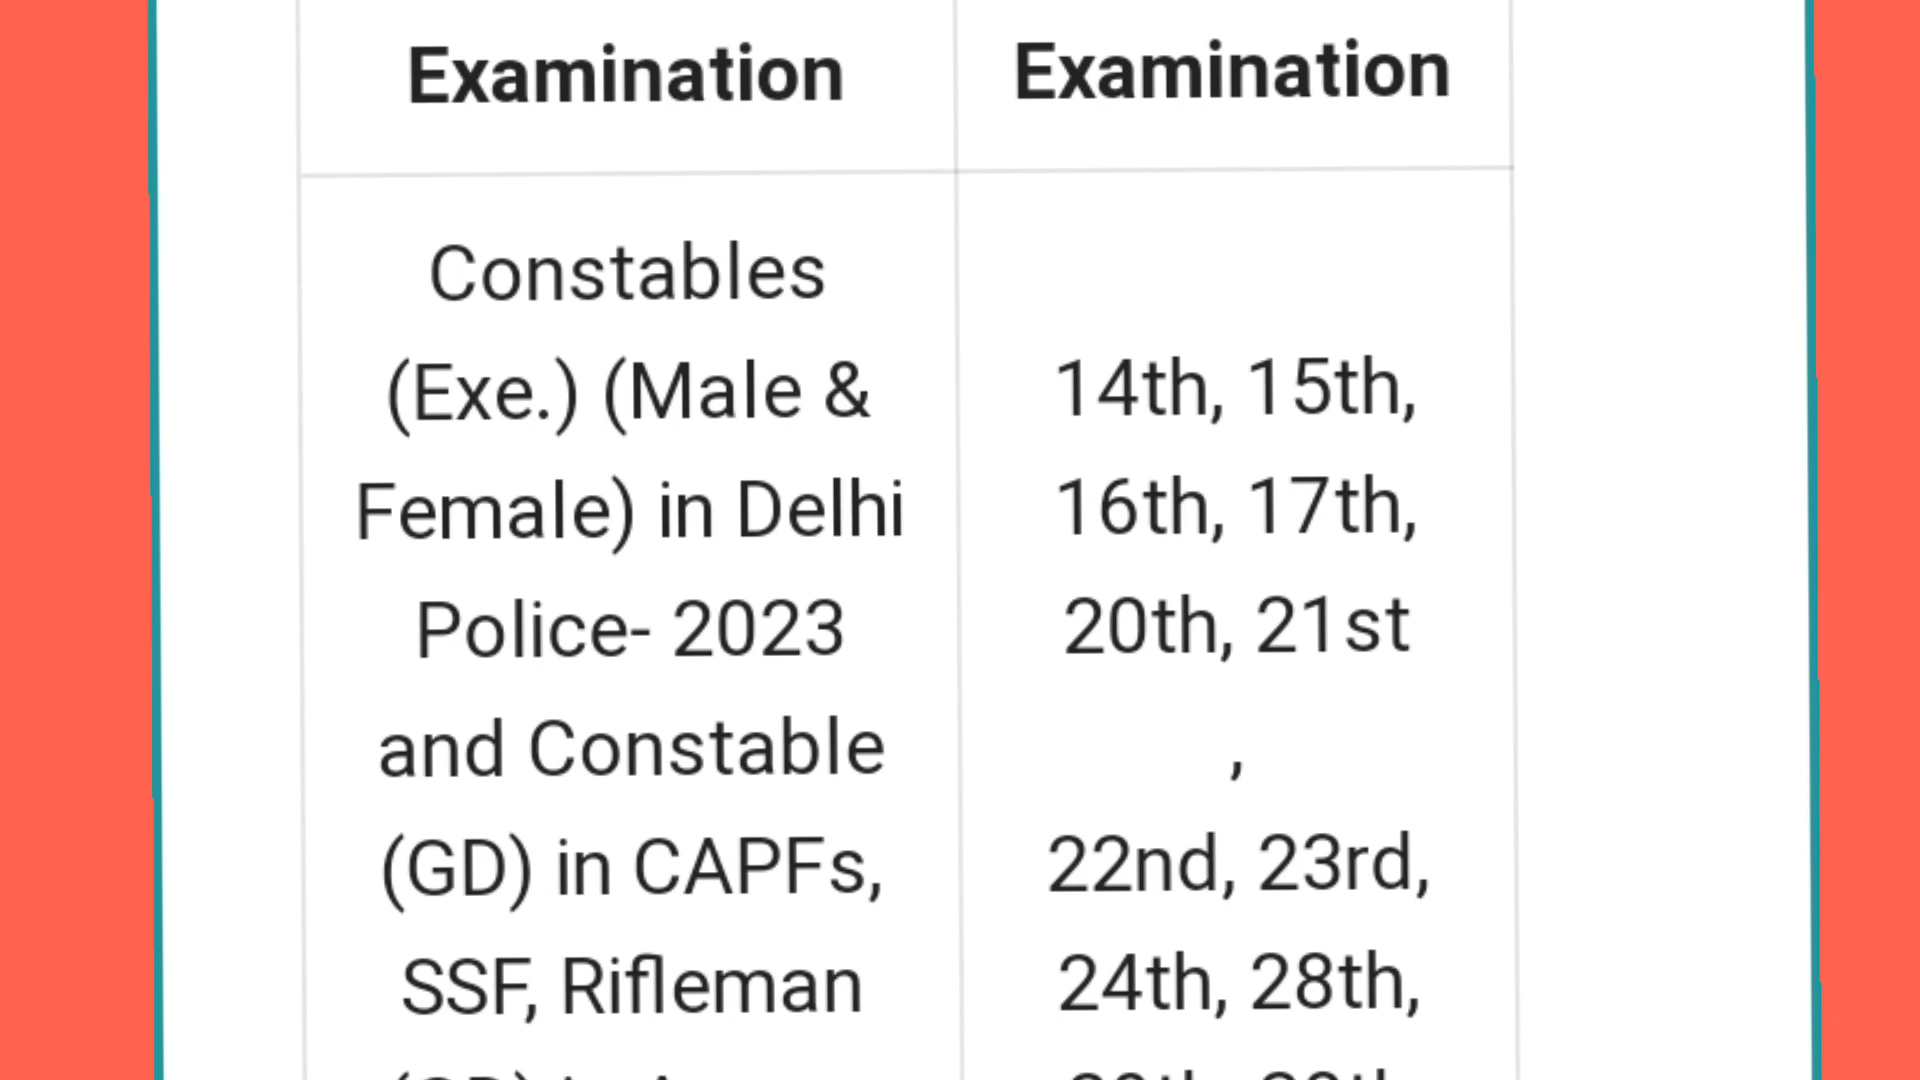 Examination
Examination
Constables
(Exe.) (Male &
Female) in Delhi
Police- 2023
and Constable
(GD) in CAPFs,
SSF, Rifleman
14th, 15th,
16th, 17th,
20th, 21st
,
22nd, 23rd,
24th, 28th,